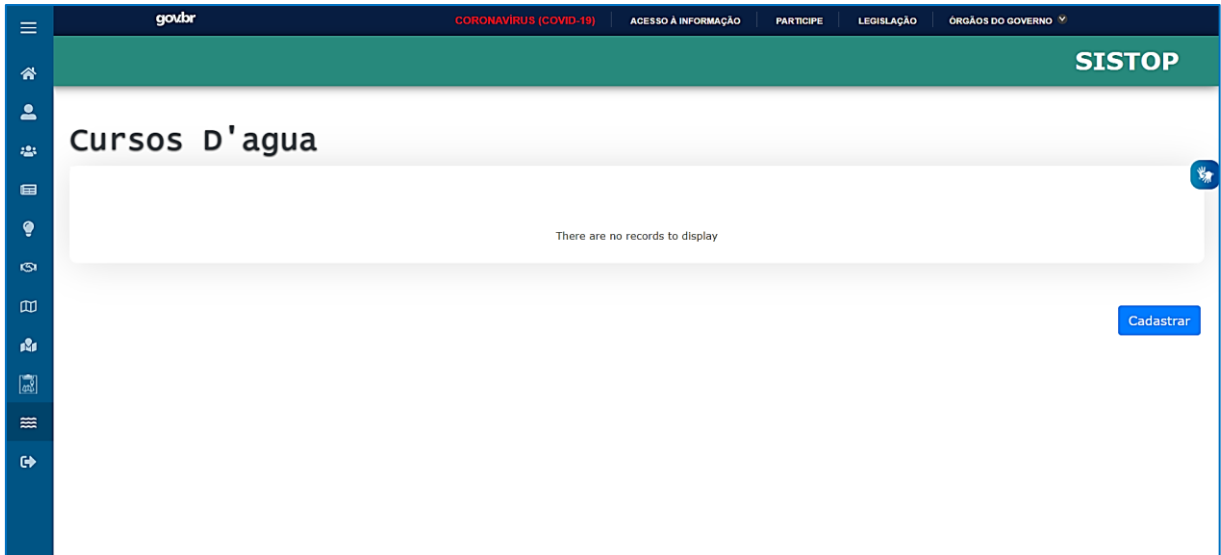 gov.br CORONAVÍRUS (COVID-19) ACESSO À INFORMAÇÃO PARTICIPE LEGISLAÇÃO ÓRGÃOS DO GOVERNO
SISTOP
Cursos D'agua
There are no records to display
Cadastrar